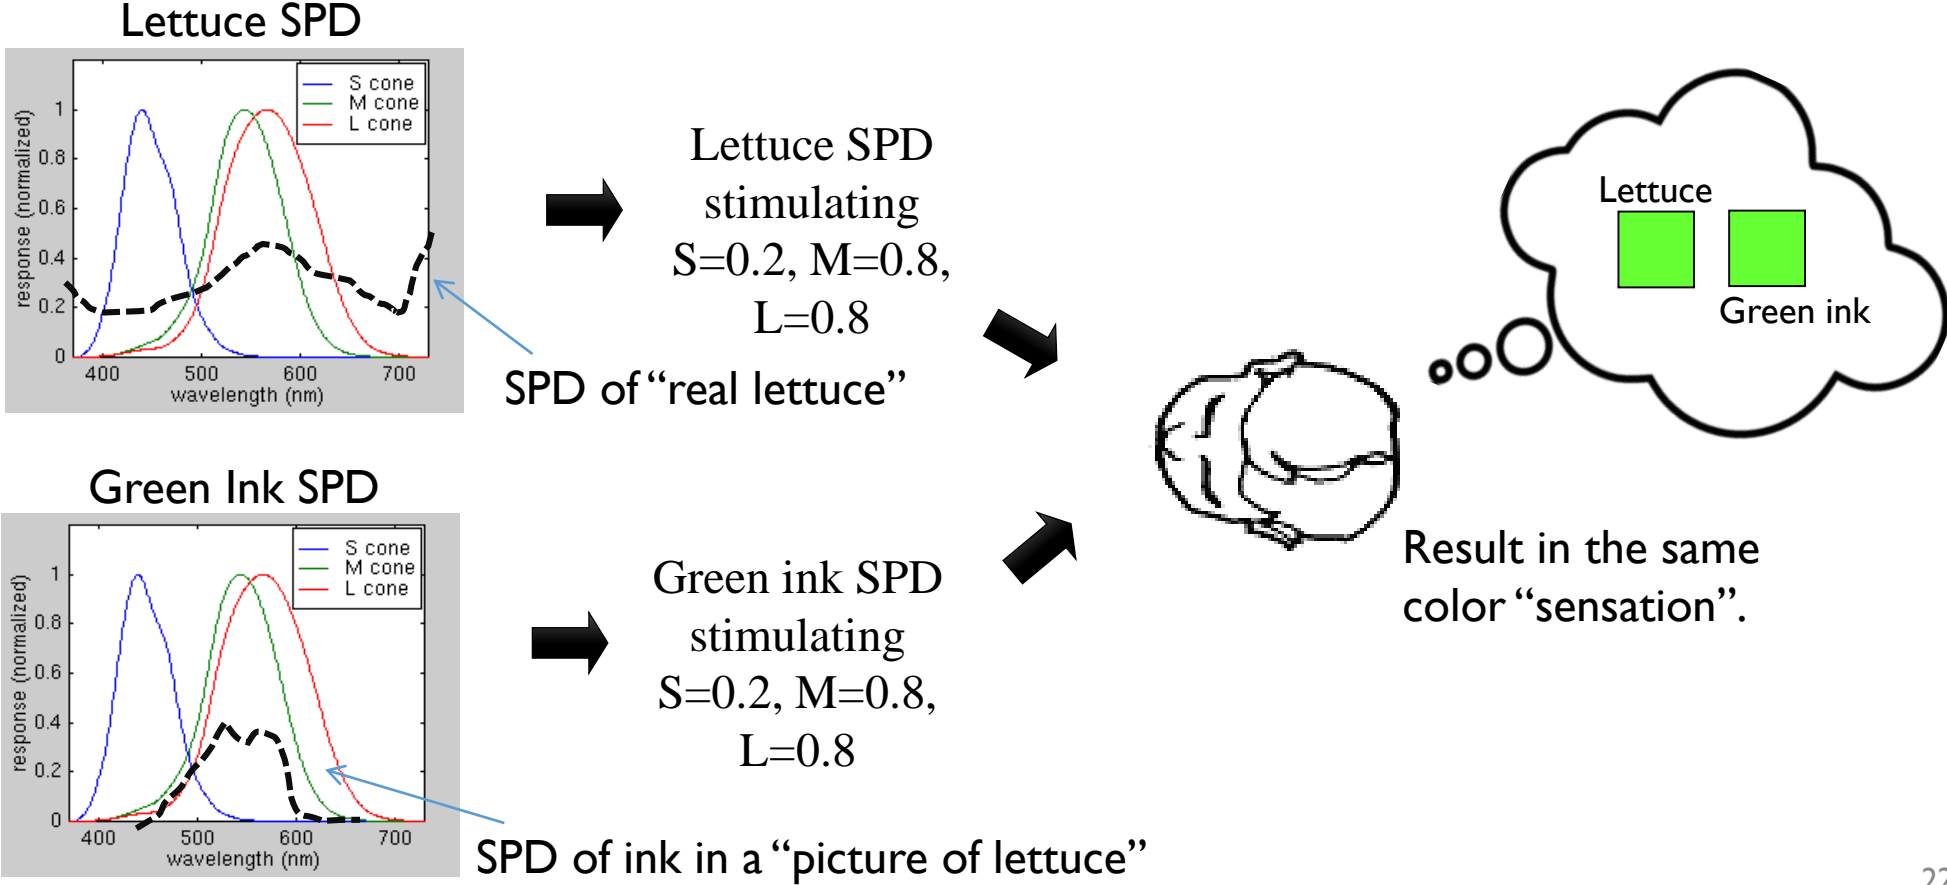 Lettuce SPD
S cone
M cone
L cone
response (normalized)
1
0.8
0.6
0.4
0.2
0
400 500 600 700
wavelength (nm)
Lettuce SPD
stimulating
S=0.2, M=0.8,
L=0.8
SPD of “real lettuce”
Lettuce
Green ink
Green Ink SPD
S cone
M cone
L cone
response (normalized)
1
0.8
0.6
0.4
0.2
0
400 500 600 700
wavelength (nm)
Green ink SPD
stimulating
S=0.2, M=0.8,
L=0.8
Result in the same
color “sensation”.
SPD of ink in a “picture of lettuce”
22